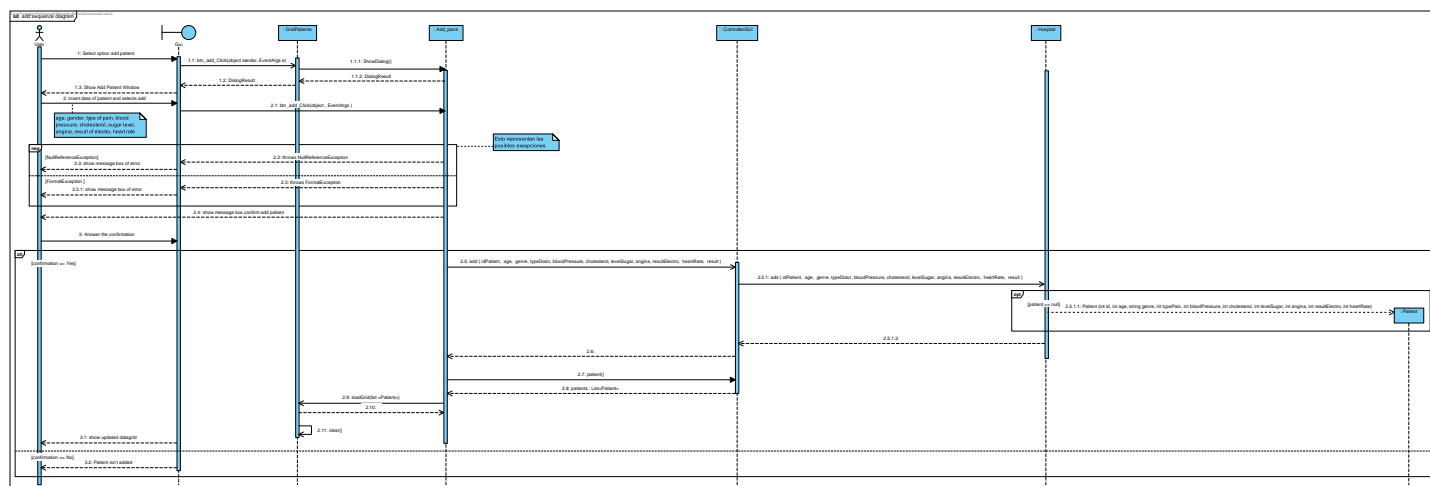 sd add sequence diagram
User
Gui
: GridPatients
: Add_pane
: ControllerGUI
: Hospital
1: Select option add patient
1.1: btn_add_Click(object sender, EventArgs e)
1.1.1: ShowDialog()
1.1.2: DialogResult
1.2: DialogResult
1.3: Show Add Patient Window
2: Insert data of patient and selects add
2.1: btn_add_Click(object , EventArgs )
age, gender, type of pain, blood
pressure, cholesterol, sugar level,
angina, result of electro, heart rate
Esto representan las
posibles excepciones
neg
[NullReferenceException]
2.2: throws NullReferenceException
2.3: show message box of error
[FormatException ]
2.3: throws FormatException
2.3.1: show message box of error
2.4: show message box confirm add patient
3: Answer the confirmation
alt
[confirmation == Yes]
2.5: add ( idPatient, age, genre, typeDolor, bloodPressure, cholesterol, levelSugar, angina, resultElectro, heartRate, result )
2.5.1: add ( idPatient, age, genre, typeDolor, bloodPressure, cholesterol, levelSugar, angina, resultElectro, heartRate, result )
opt
[patient == null]
2.5.1.1: Patient (int id, int age, string genre, int typePain, int bloodPressure, int cholesterol, int levelSugar, int angina, int resultElectro, int heartRate)
: Patient
2.5.1.2:
2.6:
2.7: patient()
2.8: patients : List<Patient>
2.9: loadGrid(list <Patient>)
2.10:
2.11: clear()
3.1: show updated datagrid
[confirmation == No]
3.2: Patient isn't added